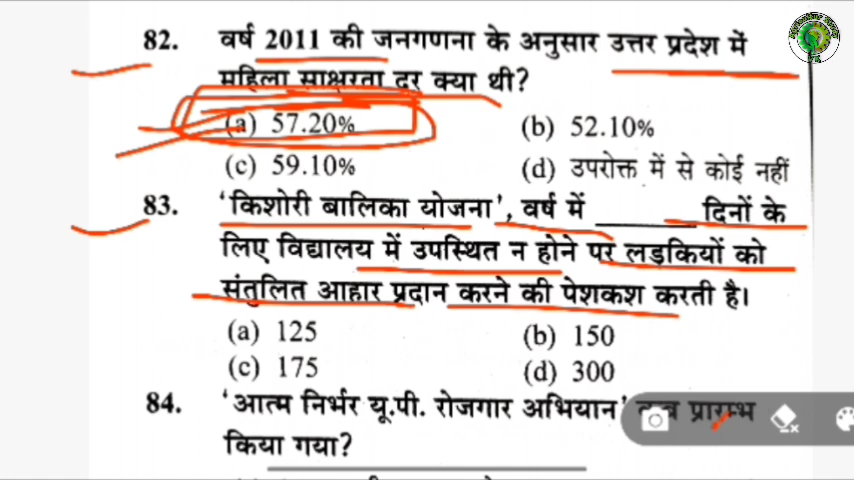 82. वर्ष 2011 की जनगणना के अनुसार उत्तर प्रदेश में
महिला साक्षरता दर क्या थी?
(a) 57.20% (b) 52.10%
(c) 59.10% (d) उपरोक्त में से कोई नहीं
83. 'किशोरी बालिका योजना', वर्ष में ______ दिनों के
लिए विद्यालय में उपस्थित न होने पर लड़कियों को
संतुलित आहार प्रदान करने की पेशकश करती है।
(a) 125 (b) 150
(c) 175 (d) 300
84. 'आत्म निर्भर यू.पी. रोजगार अभियान' प्रारम्भ
किया गया?